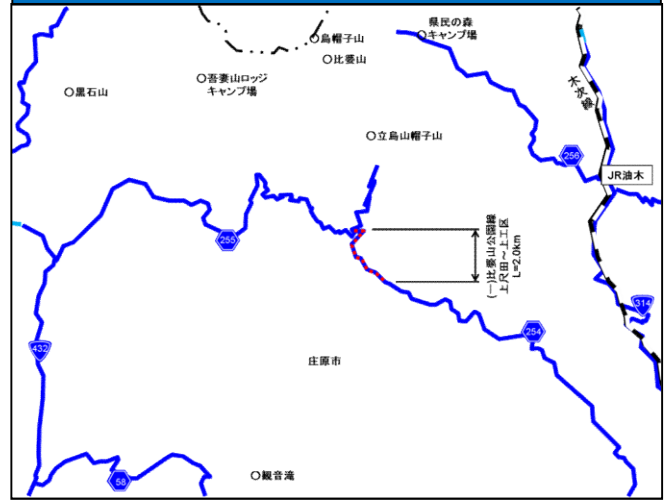 県民の森
キャンプ場
烏帽子山
比婆山
吾妻山ロッジ
キャンプ場
黒石山
木次線
立烏山帽子山
256
JR油木
255
(一)比婆山公園線
上尺田～上工区
L=2.0km
314
254
432
庄原市
58
観音滝